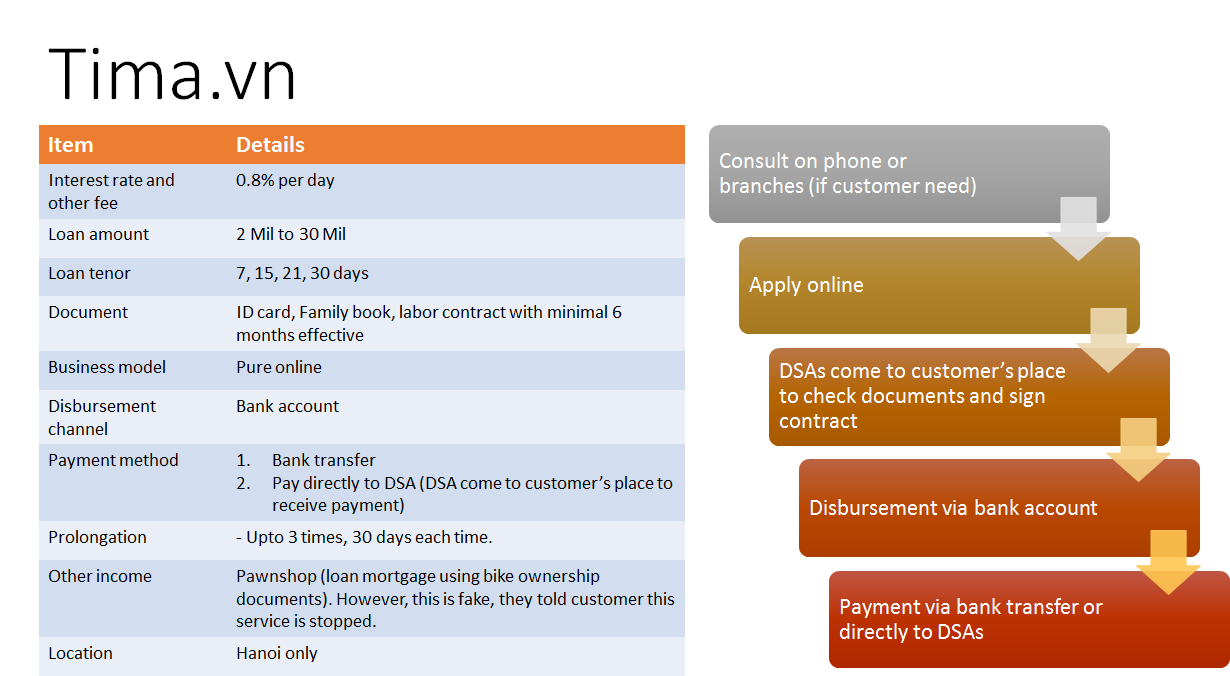 Tima.vn
Item Details
Interest rate and
other fee
0.8% per day
Loan amount
2 Mil to 30 Mil
Loan tenor
7, 15, 21, 30 days
Document
ID card, Family book, labor contract with minimal 6
months effective
Business model
Pure online
Disbursement
channel
Bank account
Payment method
1. Bank transfer
2. Pay directly to DSA (DSA come to customer’s place to
receive payment)
Prolongation
- Upto 3 times, 30 days each time.
Other income
Pawnshop (loan mortgage using bike ownership
documents). However, this is fake, they told customer this
service is stopped.
Location
Hanoi only
Consult on phone or
branches (if customer need)
Apply online
DSAs come to customer’s place
to check documents and sign
contract
Disbursement via bank account
Payment via bank transfer or
directly to DSAs